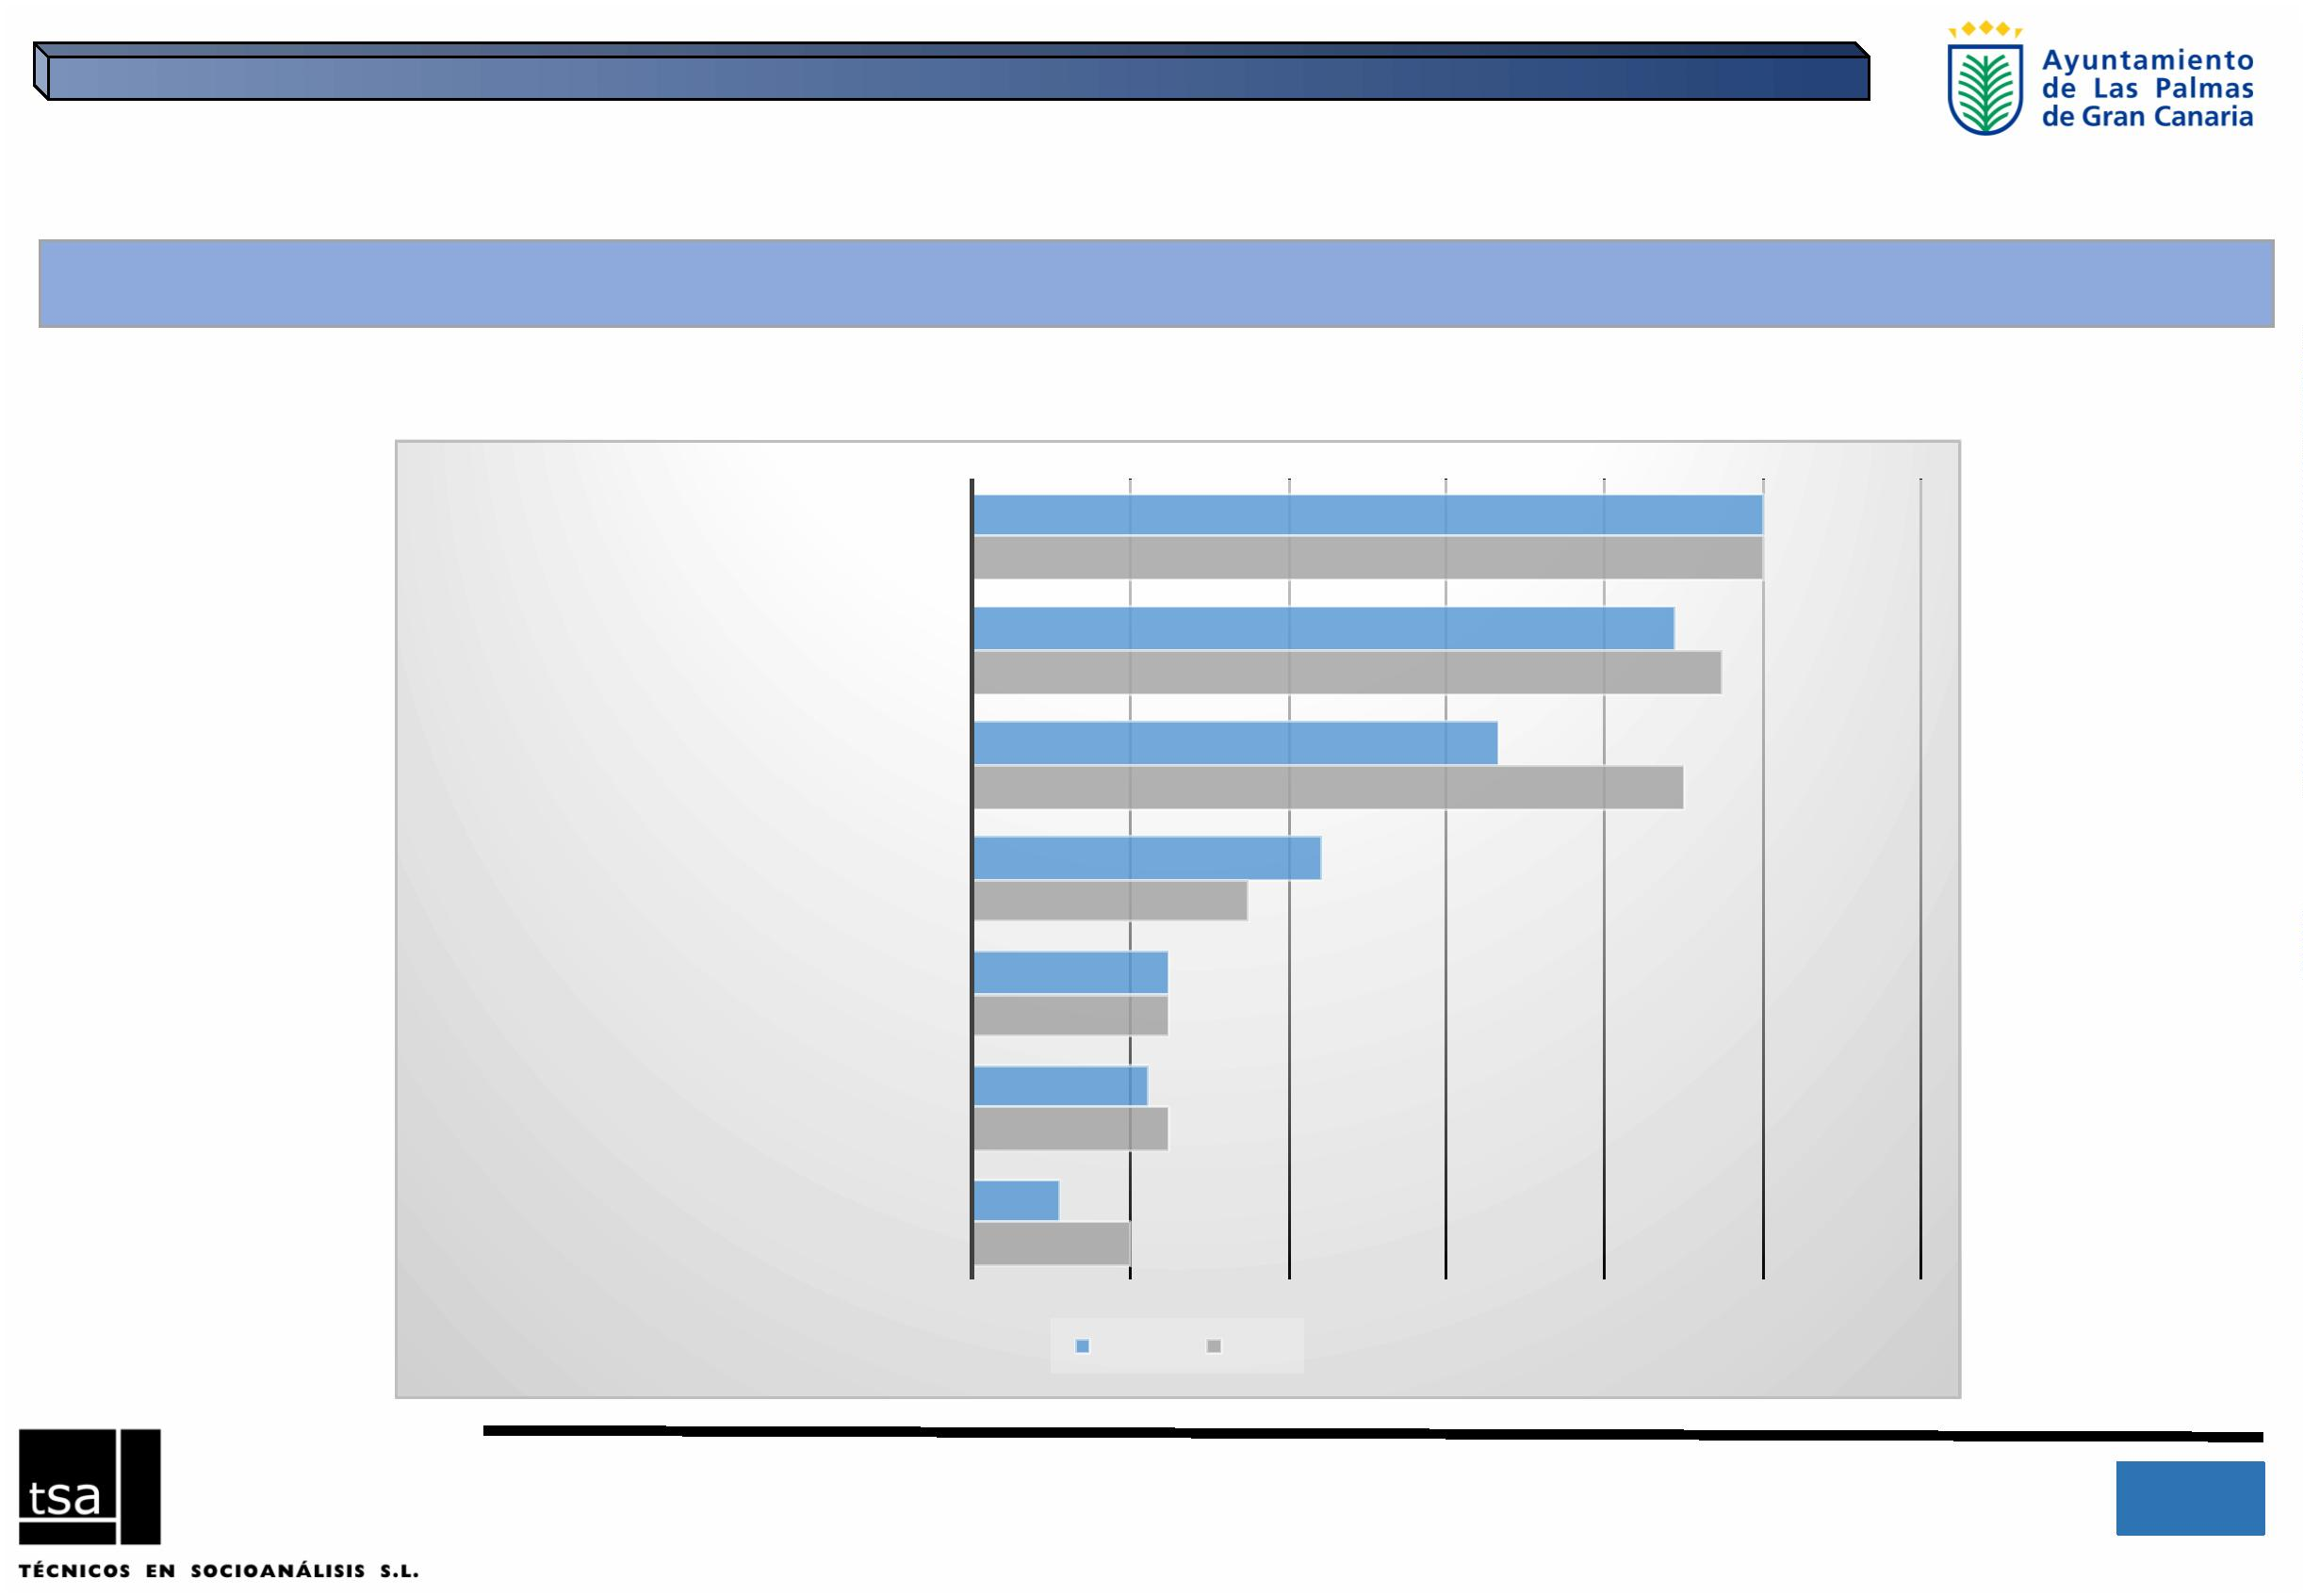 Ayuntamiento
de Las Palmas
de Gran Canaria
tsa
TÉCNICOS EN SOCIOANÁLISIS S.L.